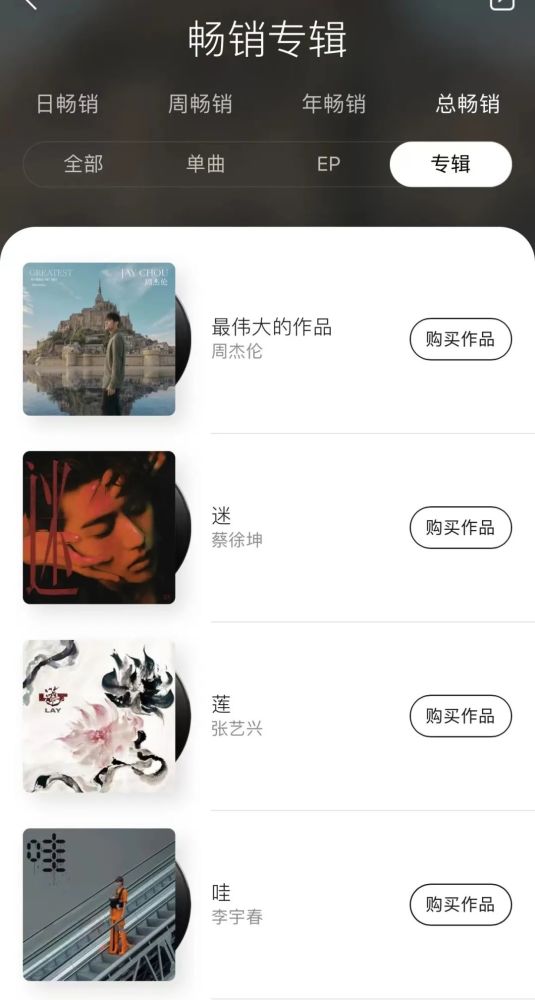 畅销专辑
日畅销 周畅销 年畅销 总畅销
全部 单曲 EP 专辑
GREATEST JAY CHOU
周杰伦
最伟大的作品
周杰伦
购买作品
迷
迷
蔡徐坤
购买作品
莲
LAY
莲
张艺兴
购买作品
哇
哇
李宇春
购买作品